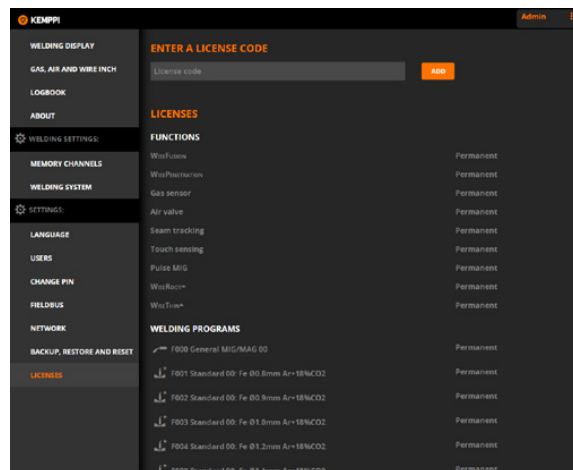 KEMPPI
Admin
WELDING DISPLAY
GAS, AIR AND WIRE INCH
LOGBOOK
ABOUT
WELDING SETTINGS:
MEMORY CHANNELS
WELDING SYSTEM
SETTINGS:
LANGUAGE
USERS
CHANGE PIN
FIELDBUS
NETWORK
BACKUP, RESTORE AND RESET
LICENSES
ENTER A LICENSE CODE
License code
ADD
LICENSES
FUNCTIONS
WiseFusion Permanent
WisePenetration Permanent
Gas sensor Permanent
Air valve Permanent
Seam tracking Permanent
Touch sensing Permanent
Pulse MIG Permanent
WiseRoot+ Permanent
WiseThin+ Permanent
WELDING PROGRAMS
F000 General MIG/MAG 00 Permanent
F001 Standard 00: Fe Ø0.8mm Ar+18%CO2 Permanent
F002 Standard 00: Fe Ø0.9mm Ar+18%CO2 Permanent
F003 Standard 00: Fe Ø1.0mm Ar+18%CO2 Permanent
F004 Standard 00: Fe Ø1.2mm Ar+18%CO2 Permanent